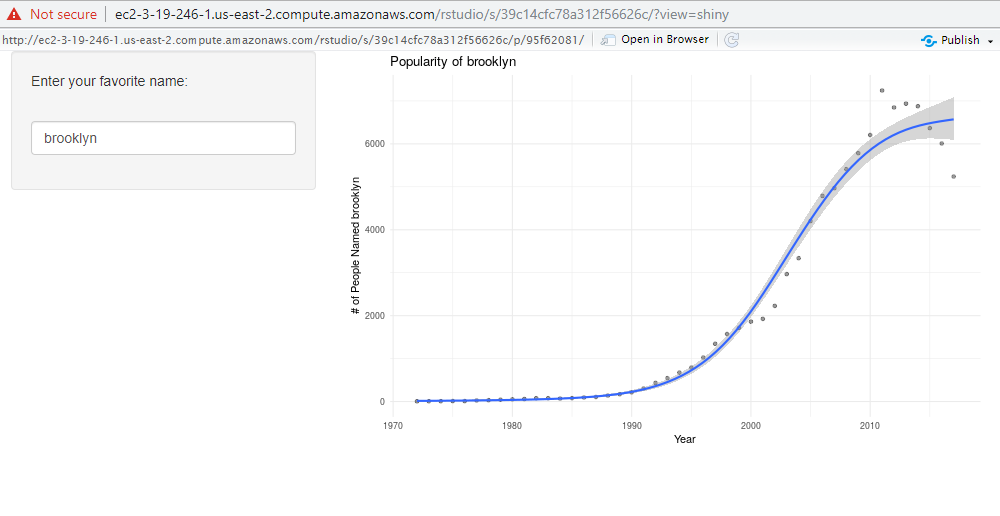 Not secure | ec2-3-19-246-1.us-east-2.compute.amazonaws.com/rstudio/s/39c14cfc78a312f56626c/?view=shiny
http://ec2-3-19-246-1.us-east-2.compute.amazonaws.com/rstudio/s/39c14cfc78a312f56626c/p/95f62081/ Open in Browser Publish
Enter your favorite name:
brooklyn
Popularity of brooklyn
# of People Named brooklyn
6000
4000
2000
0
1970 1980 1990 2000 2010
Year